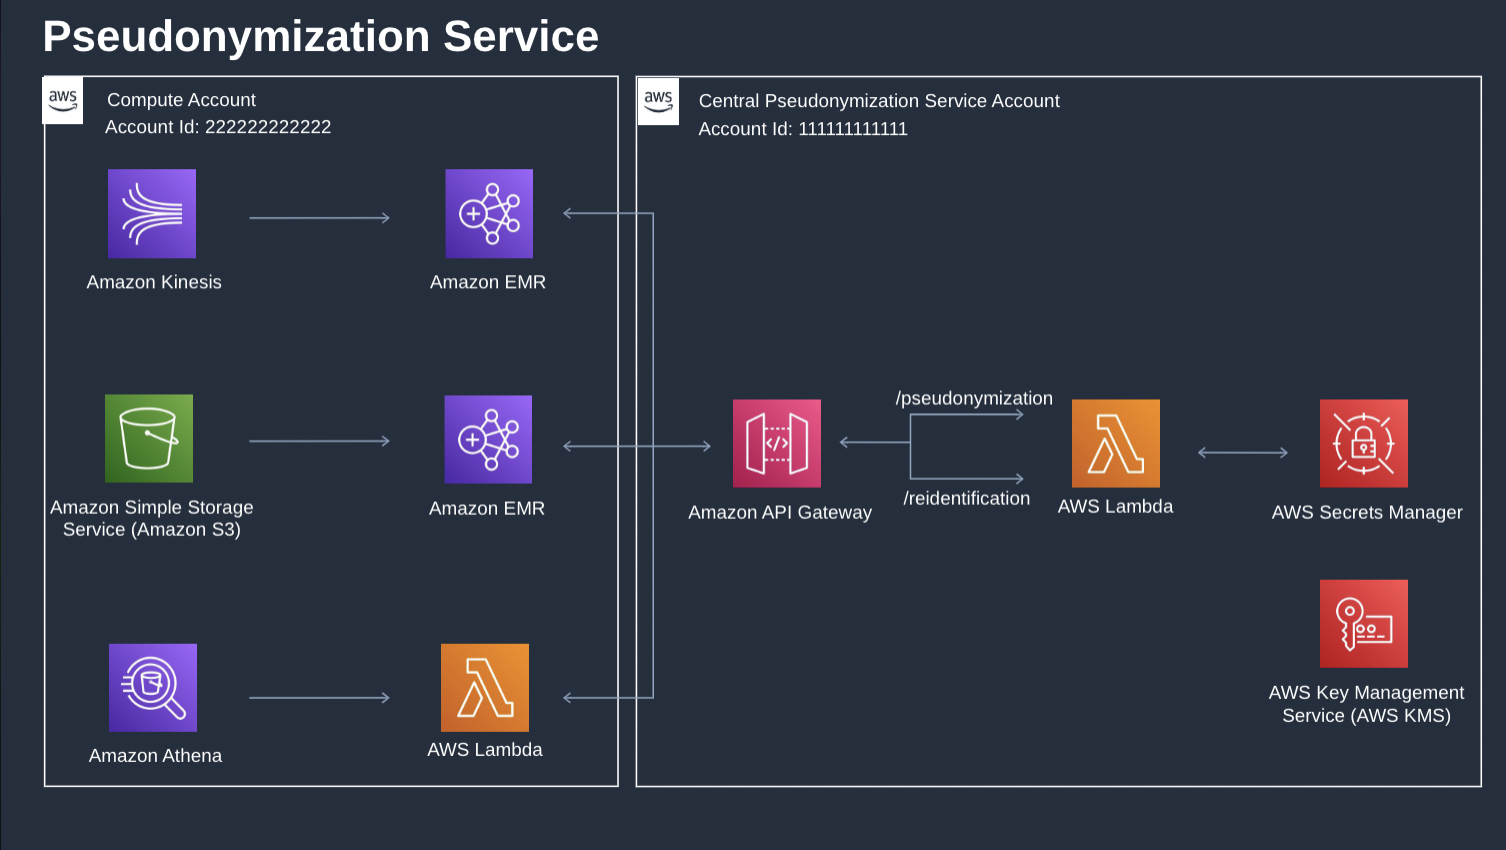 Pseudonymization Service
aws
Compute Account
Account Id: 222222222222
Amazon Kinesis
Amazon EMR
Amazon Simple Storage
Service (Amazon S3)
Amazon EMR
Amazon Athena
AWS Lambda
aws
Central Pseudonymization Service Account
Account Id: 111111111111
Amazon API Gateway
/pseudonymization
/reidentification
AWS Lambda
AWS Secrets Manager
AWS Key Management
Service (AWS KMS)